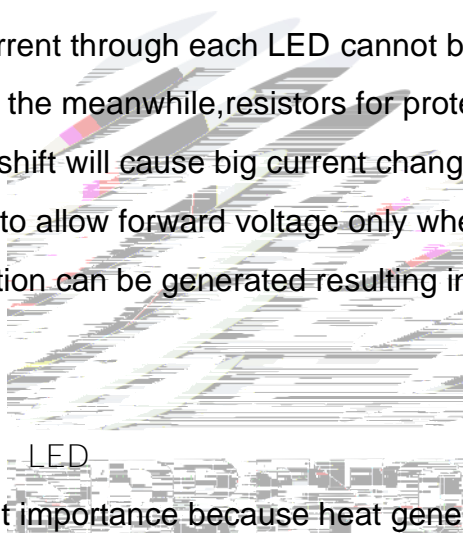 rrent through each LED cannot b
the meanwhile,resistors for prote
shift will cause big current chang
to allow forward voltage only whe
tion can be generated resulting in
LED
t importance because heat gene